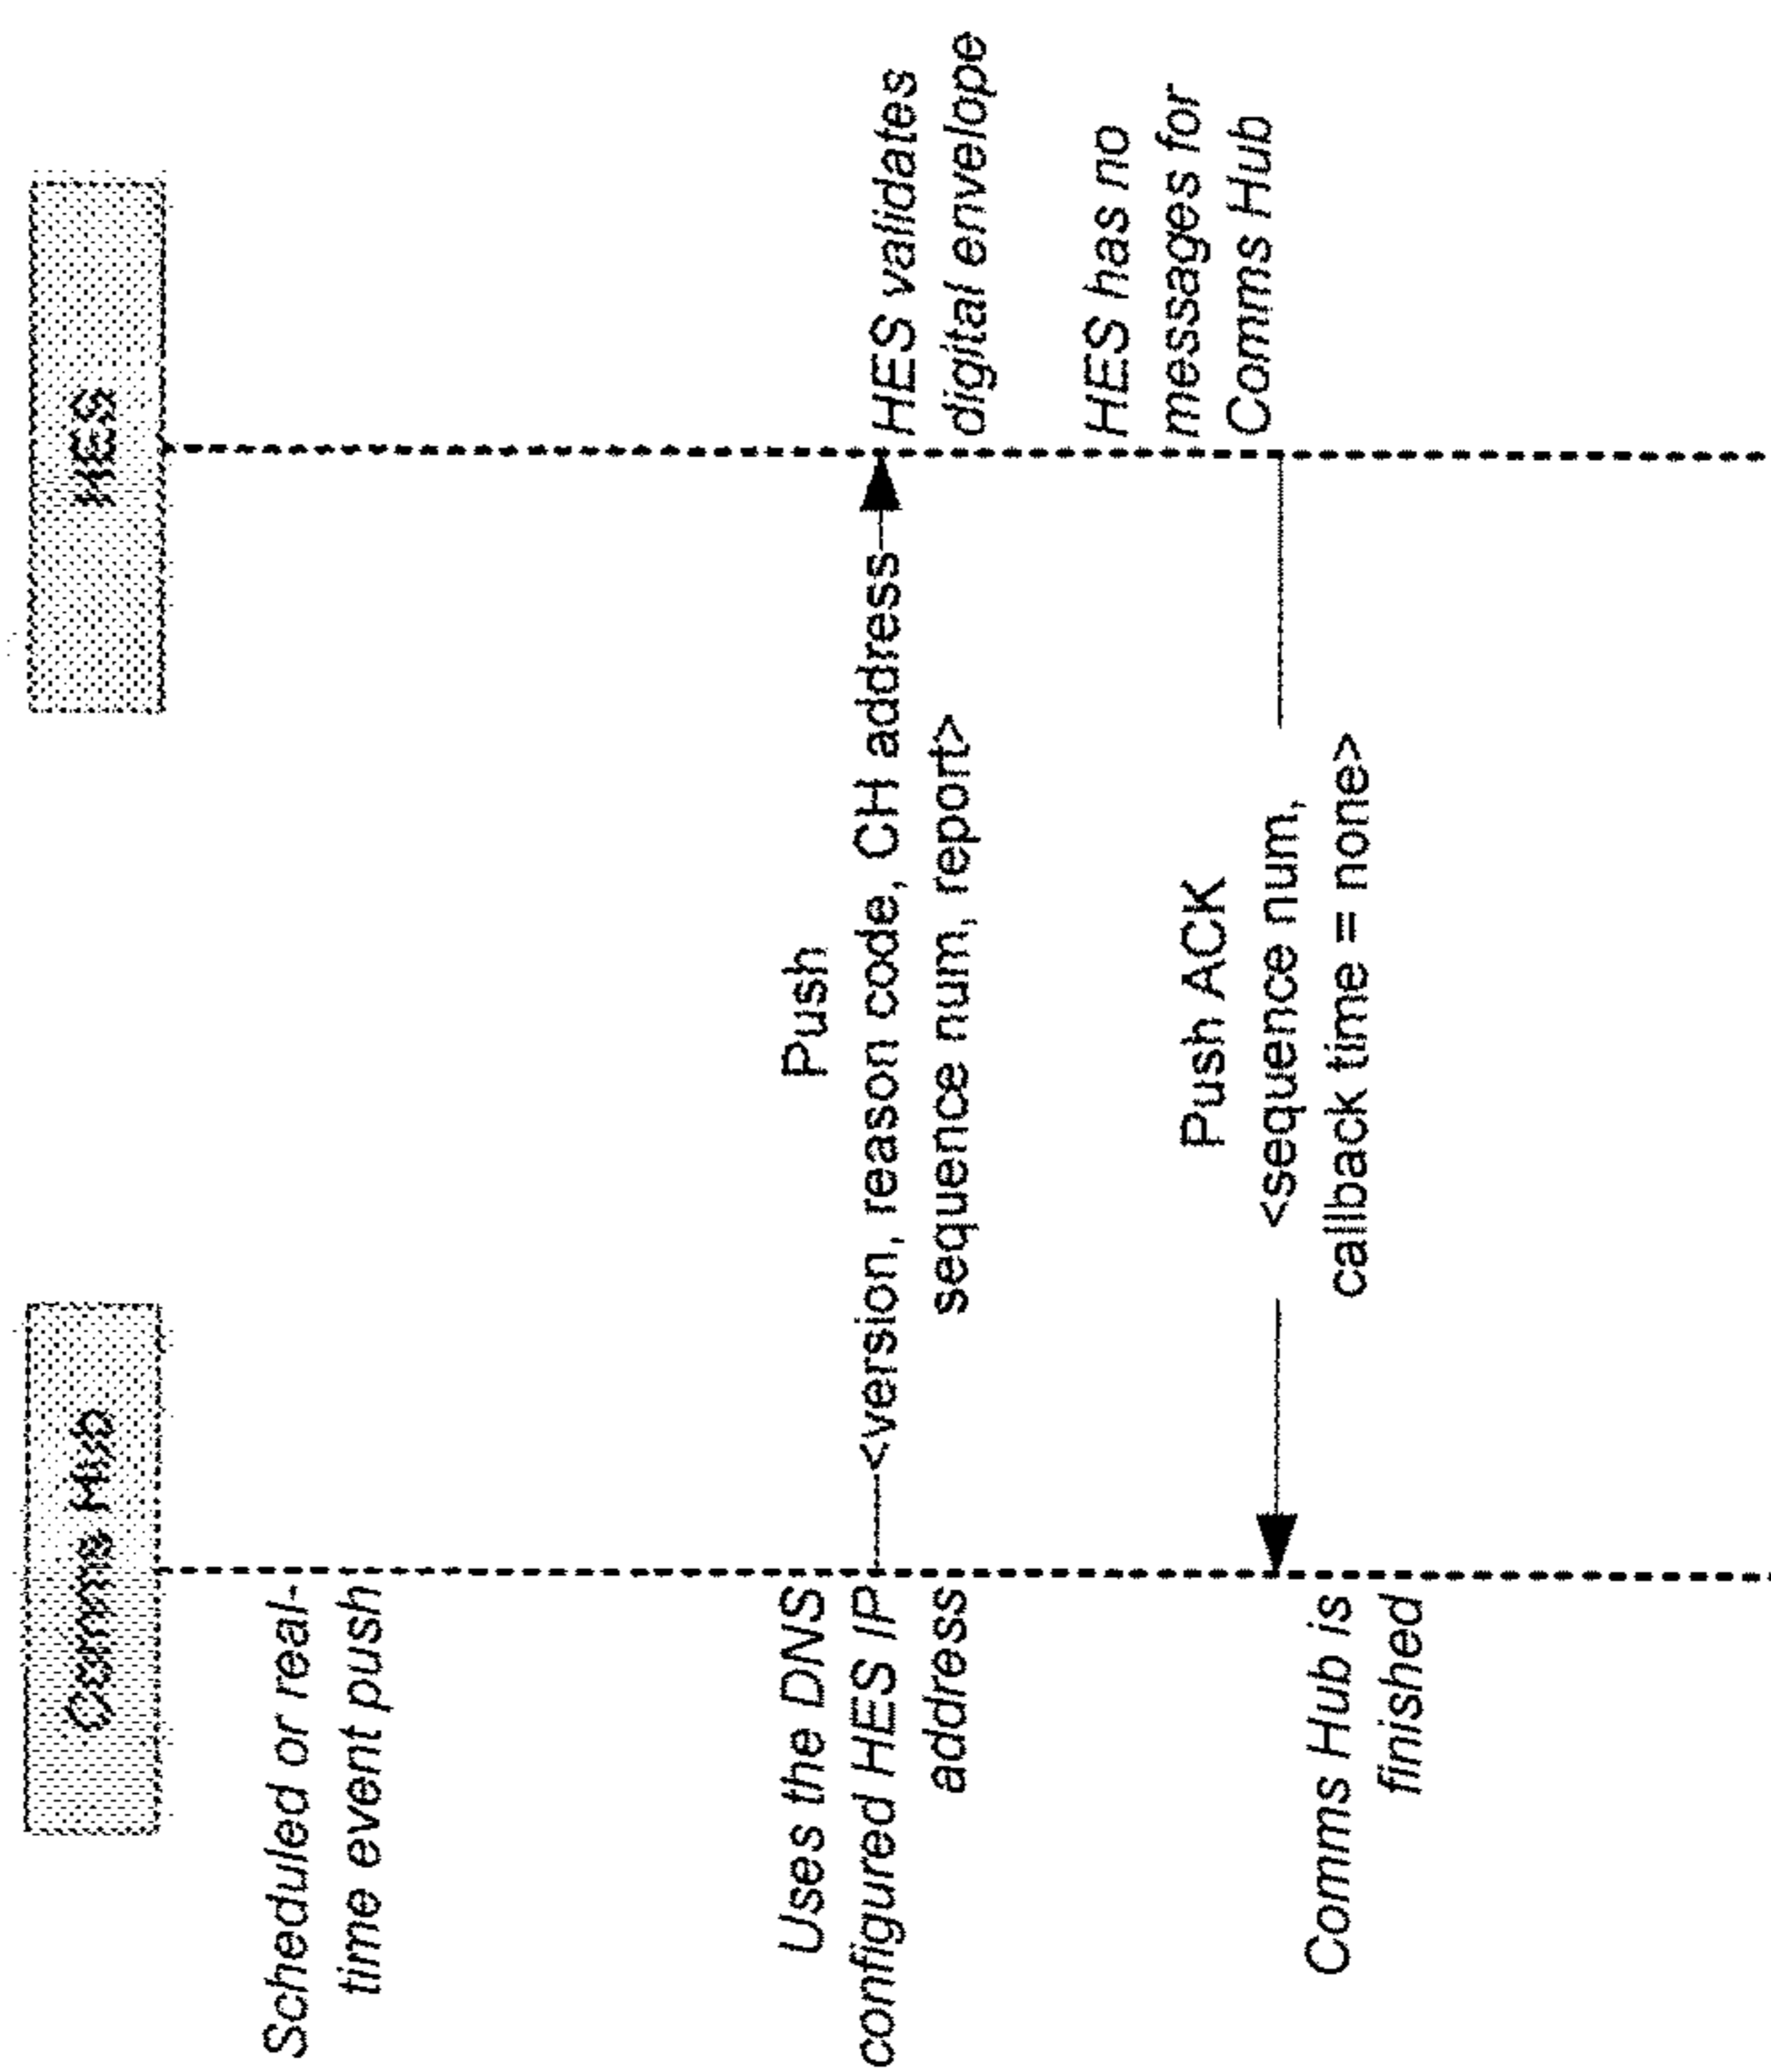 Comms Hub
HES
Scheduled or real-
time event push
Uses the DNS
configured HES IP
address
Push
<version, reason code, CH address
sequence num, report>
HES validates
digital envelope
HES has no
messages for
Comms Hub
Push ACK
<sequence num,
callback time = none>
Comms Hub is
finished